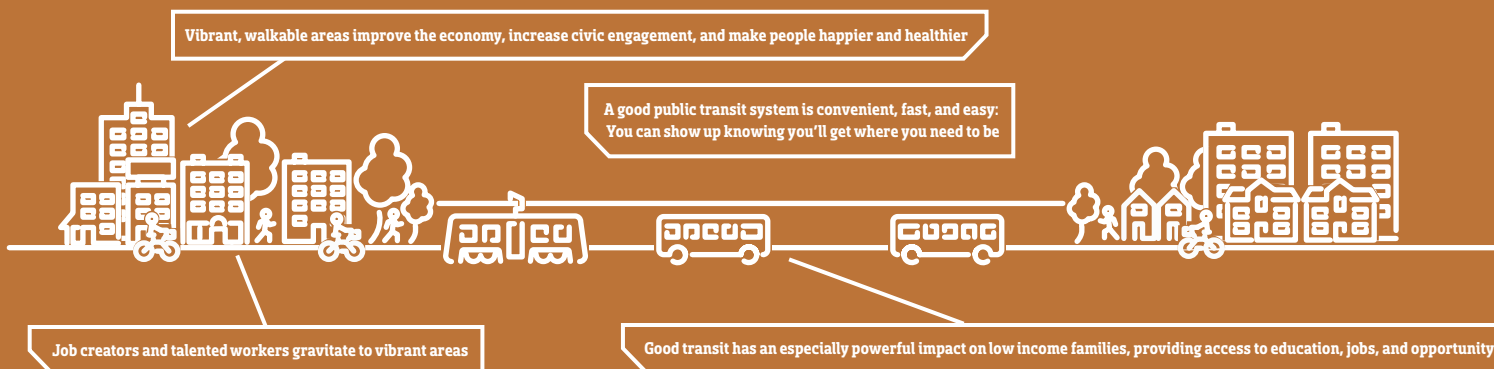 Vibrant, walkable areas improve the economy, increase civic engagement, and make people happier and healthier
A good public transit system is convenient, fast, and easy:
You can show up knowing you’ll get where you need to be
Job creators and talented workers gravitate to vibrant areas
Good transit has an especially powerful impact on low income families, providing access to education, jobs, and opportunity